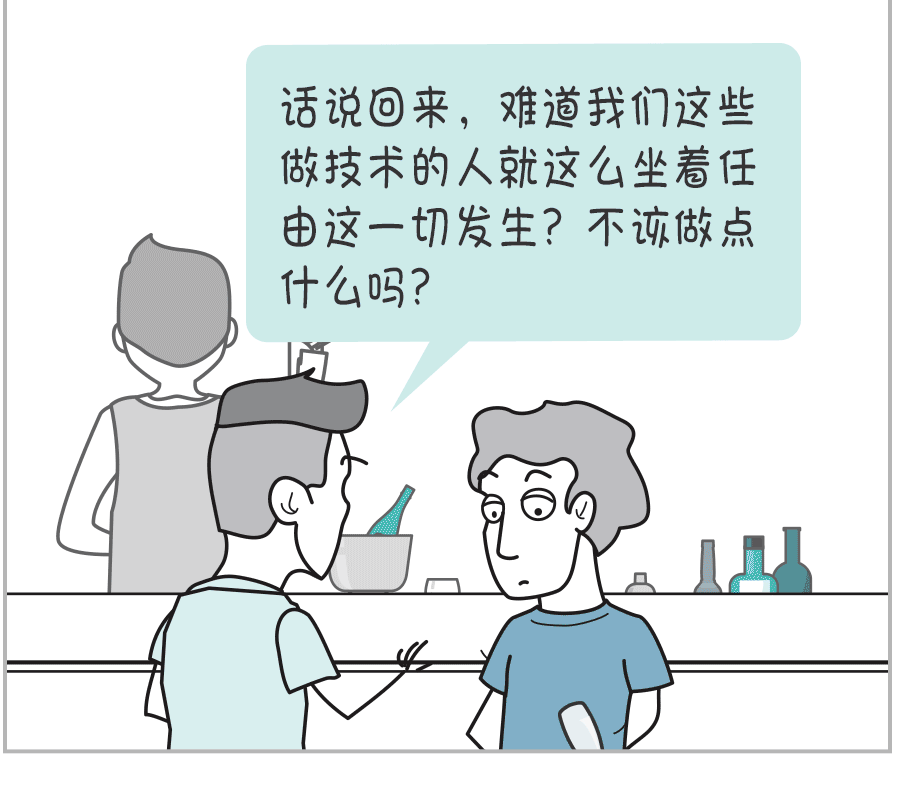 话说回来，难道我们这些
做技术的人就这么坐着任
由这一切发生？不该做点
什么吗？